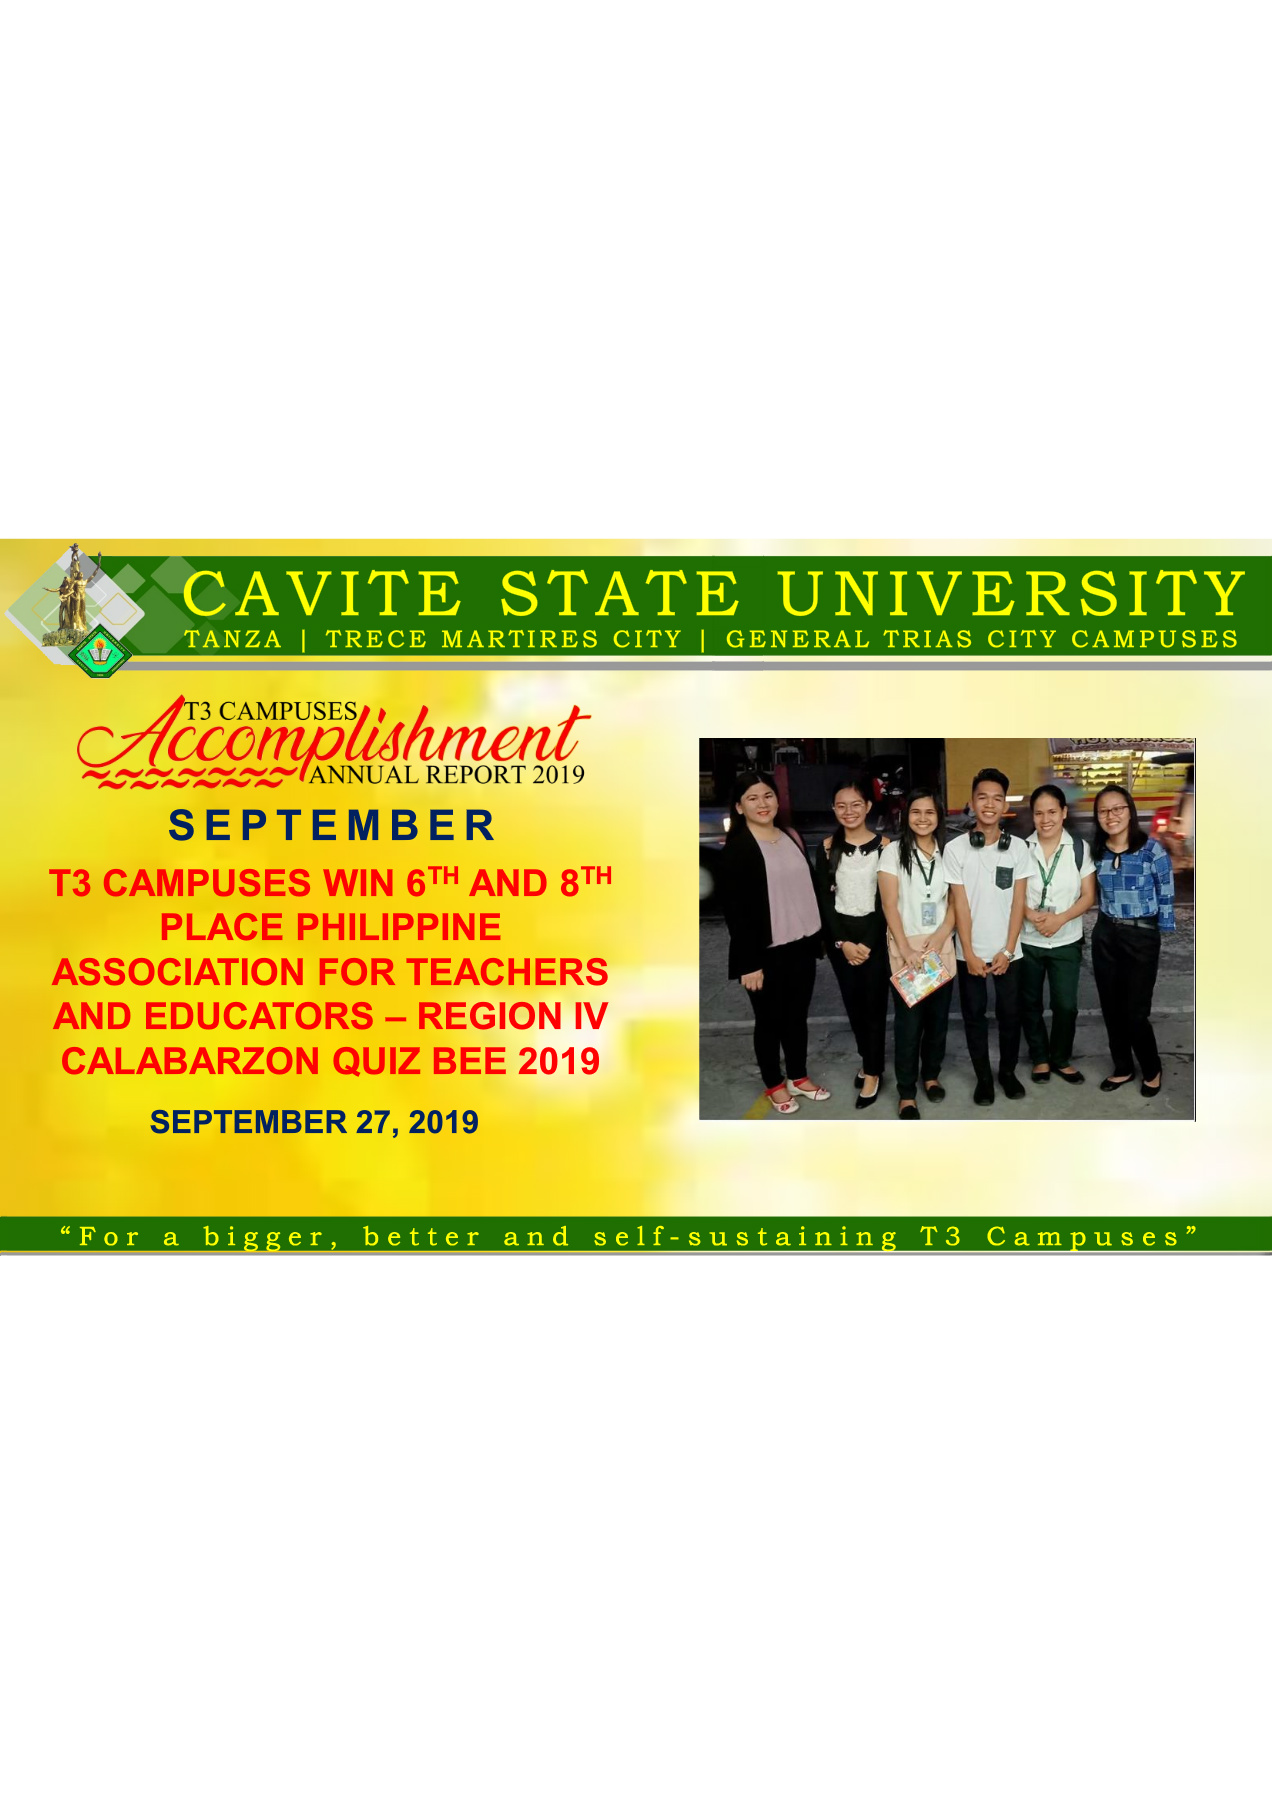 CAVITE STATE UNIVERSITY
TANZA | TRECE MARTIRES CITY | GENERAL TRIAS CITY CAMPUSES
T3 CAMPUSES
Accomplishment
ANNUAL REPORT 2019
SEPTEMBER
T3 CAMPUSES WIN 6TH AND 8TH
PLACE PHILIPPINE
ASSOCIATION FOR TEACHERS
AND EDUCATORS – REGION IV
CALABARZON QUIZ BEE 2019
SEPTEMBER 27, 2019
“For a bigger, better and self-sustaining T3 Campuses”